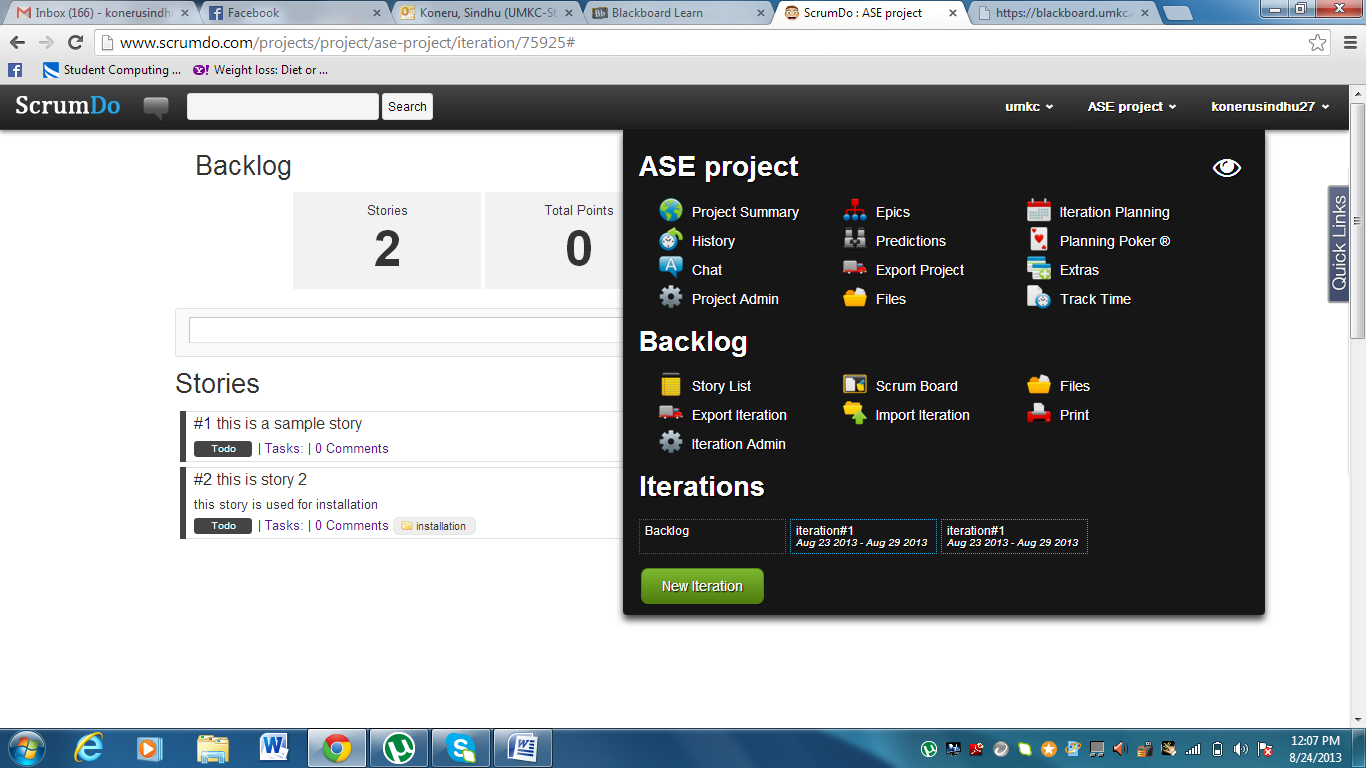 Inbox (166) - konerusindhu
Facebook
Koneru, Sindhu (UMKC-St
Blackboard Learn
ScrumDo : ASE project
https://blackboard.umkc.
www.scrumdo.com/projects/project/ase-project/iteration/75925#
Student Computing ...
Weight loss: Diet or ...
ScrumDo
Search
umkc
ASE project
konerusindhu27
Backlog
Stories
2
Total Points
0
Stories
#1 this is a sample story
Todo | Tasks: | 0 Comments
#2 this is story 2
this story is used for installation
Todo | Tasks: | 0 Comments installation
ASE project
Project Summary Epics Iteration Planning
History Predictions Planning Poker ®
Chat Export Project Extras
Project Admin Files Track Time
Backlog
Story List Scrum Board Files
Export Iteration Import Iteration Print
Iteration Admin
Iterations
Backlog
iteration#1
Aug 23 2013 - Aug 29 2013
iteration#1
Aug 23 2013 - Aug 29 2013
New Iteration
Quick Links
12:07 PM
8/24/2013